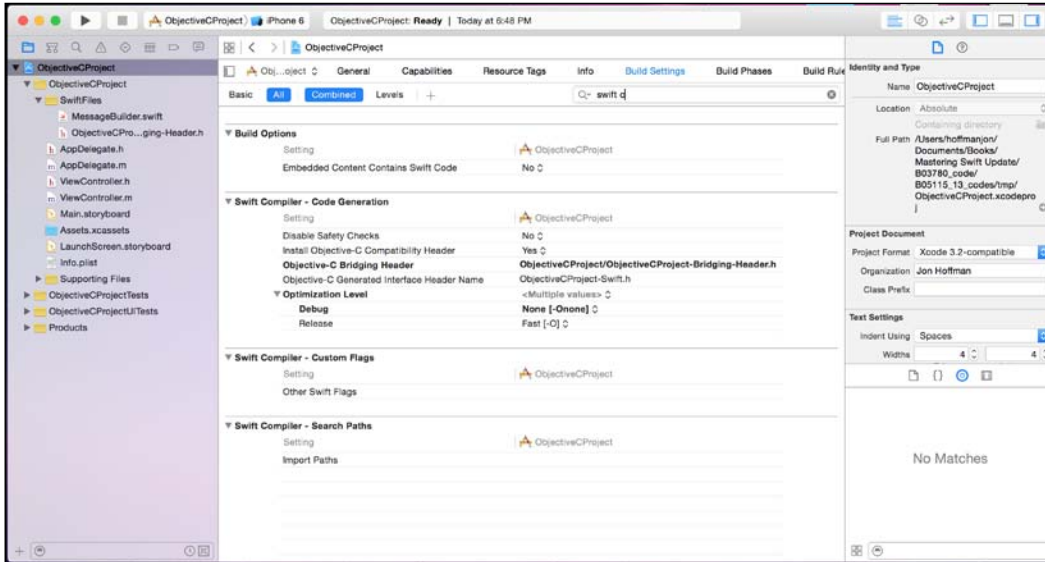 ObjectiveCProject
iPhone 6
ObjectiveCProject: Ready | Today at 6:48 PM
ObjectiveCProject
ObjectiveCProject
SwiftFiles
MessageBuilder.swift
ObjectiveCPro...ging-Header.h
AppDelegate.h
AppDelegate.m
ViewController.h
ViewController.m
Main.storyboard
Assets.xcassets
LaunchScreen.storyboard
Info.plist
Supporting Files
ObjectiveCProjectTests
ObjectiveCProjectUITests
Products
ObjectiveCProject
Obj...oject General Capabilities Resource Tags Info Build Settings Build Phases Build Rule
Basic All Combined Levels + swift c
Build Options
Setting ObjectiveCProject
Embedded Content Contains Swift Code No
Swift Compiler - Code Generation
Setting ObjectiveCProject
Disable Safety Checks No
Install Objective-C Compatibility Header Yes
Objective-C Bridging Header ObjectiveCProject/ObjectiveCProject-Bridging-Header.h
Objective-C Generated Interface Header Name ObjectiveCProject-Swift.h
Optimization Level <Multiple values>
Debug None [-Onone]
Release Fast [-O]
Swift Compiler - Custom Flags
Setting ObjectiveCProject
Other Swift Flags
Swift Compiler - Search Paths
Setting ObjectiveCProject
Import Paths
Identity and Type
Name ObjectiveCProject
Location Absolute
Containing directory
Full Path /Users/hoffmanjon/
Documents/Books/
Mastering Swift Update/
B03780_code/
B05115_13_codes/tmp/
ObjectiveCProject.xcodepro
j
Project Document
Project Format Xcode 3.2-compatible
Organization Jon Hoffman
Class Prefix
Text Settings
Indent Using Spaces
Widths 4 4
No Matches